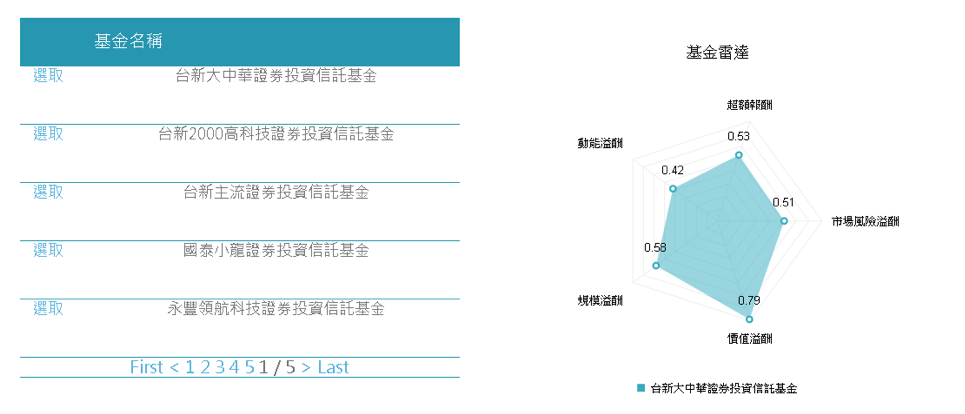 基金名稱
選取 台新大中華證券投資信託基金
選取 台新2000高科技證券投資信託基金
選取 台新主流證券投資信託基金
選取 國泰小龍證券投資信託基金
選取 永豐領航科技證券投資信託基金
First < 1 2 3 4 5 1 / 5 > Last
基金雷達
超額報酬
0.53
動能溢酬
0.42
0.51
市場風險溢酬
0.58
規模溢酬
0.79
價值溢酬
台新大中華證券投資信託基金